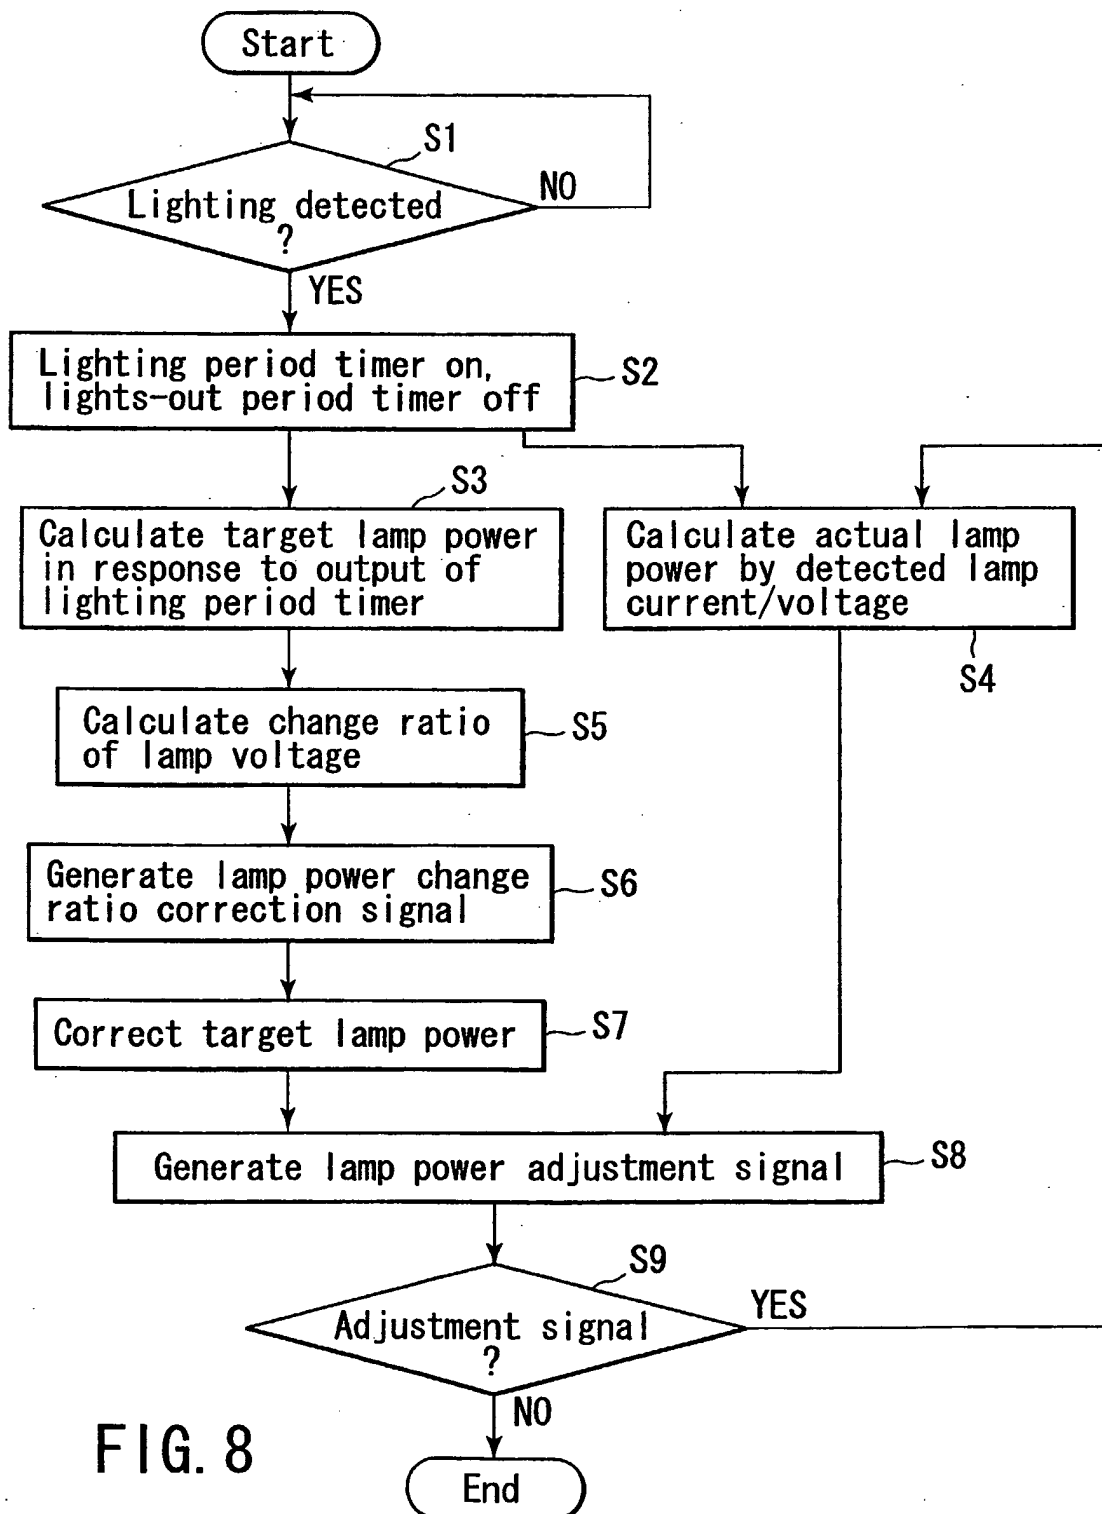 Start
S1
Lighting detected
?
NO
YES
Lighting period timer on,
lights-out period timer off
S2
S3
Calculate target lamp power
in response to output of
lighting period timer
Calculate actual lamp
power by detected lamp
current/voltage
S4
Calculate change ratio
of lamp voltage
S5
Generate lamp power change
ratio correction signal
S6
Correct target lamp power
S7
Generate lamp power adjustment signal
S8
S9
Adjustment signal
?
YES
NO
End
FIG. 8